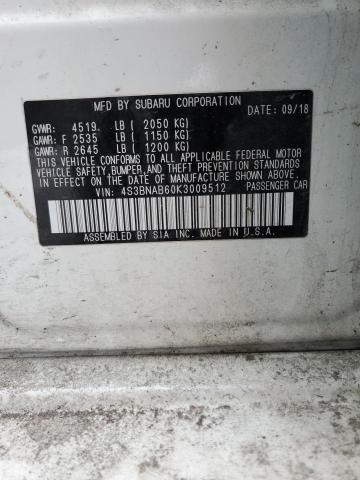 MFD BY SUBARU CORPORATION
DATE: 09/18
GVWR: 4519. LB ( 2050 KG)
GAWR: F 2535 LB ( 1150 KG)
GAWR: R 2645 LB ( 1200 KG)
THIS VEHICLE CONFORMS TO ALL APPLICABLE FEDERAL MOTOR
VEHICLE SAFETY, BUMPER, AND THEFT PREVENTION STANDARDS
IN EFFECT ON THE DATE OF MANUFACTURE SHOWN ABOVE.
VIN: 4S3BNAB60K3009512 PASSENGER CAR
ASSEMBLED BY SIA INC. MADE IN U.S.A.